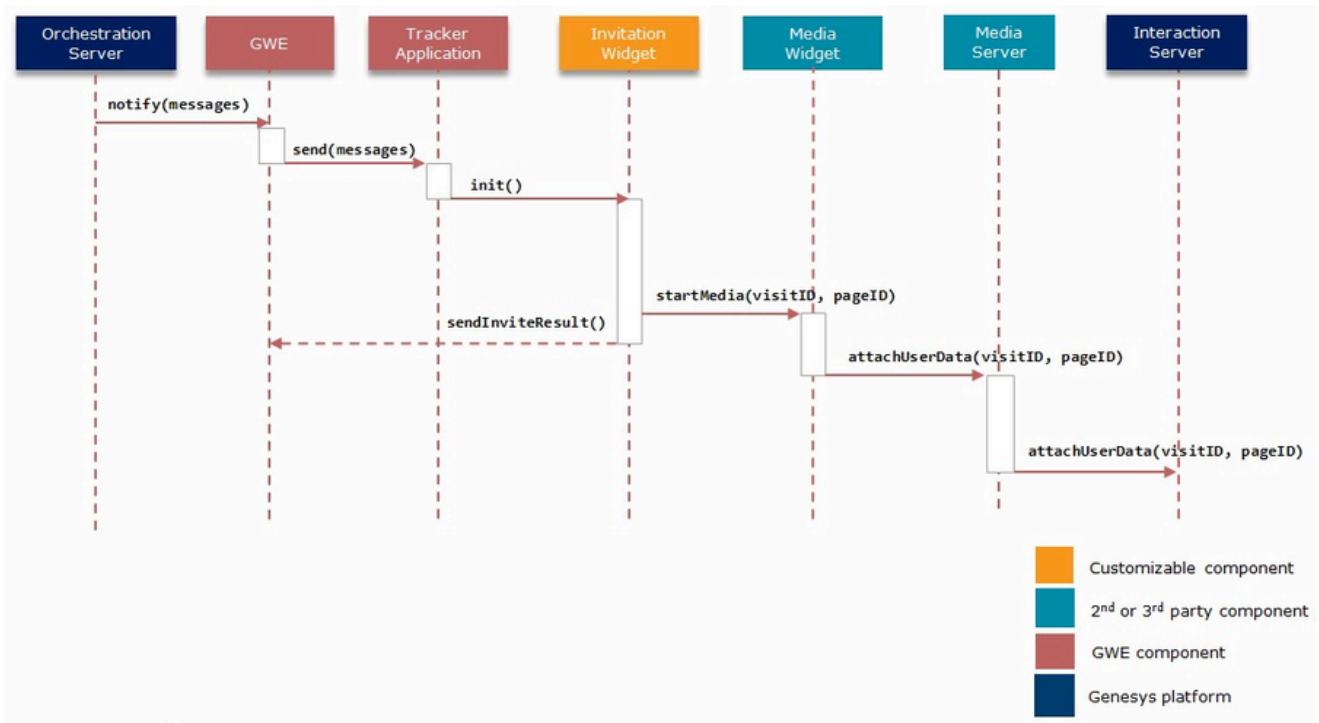 Orchestration
Server
GWE
Tracker
Application
Invitation
Widget
Media
Widget
Media
Server
Interaction
Server
notify(messages)
send(messages)
init()
startMedia(visitID, pageID)
sendInviteResult()
attachUserData(visitID, pageID)
attachUserData(visitID, pageID)
Customizable component
2nd or 3rd party component
GWE component
Genesys platform